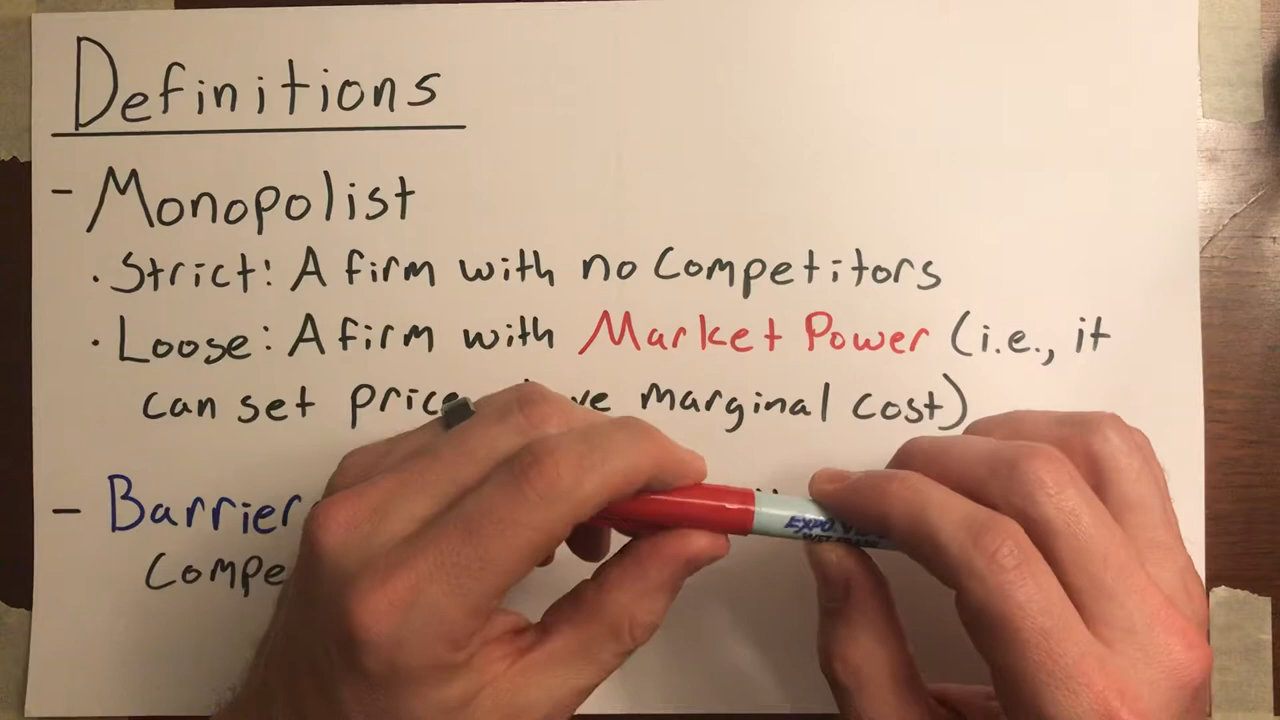 Definitions
- Monopolist
· Strict: A firm with no Competitors
· Loose: A firm with Market Power (i.e., it
can set price marginal cost)
- Barrier
Compe
EXPO